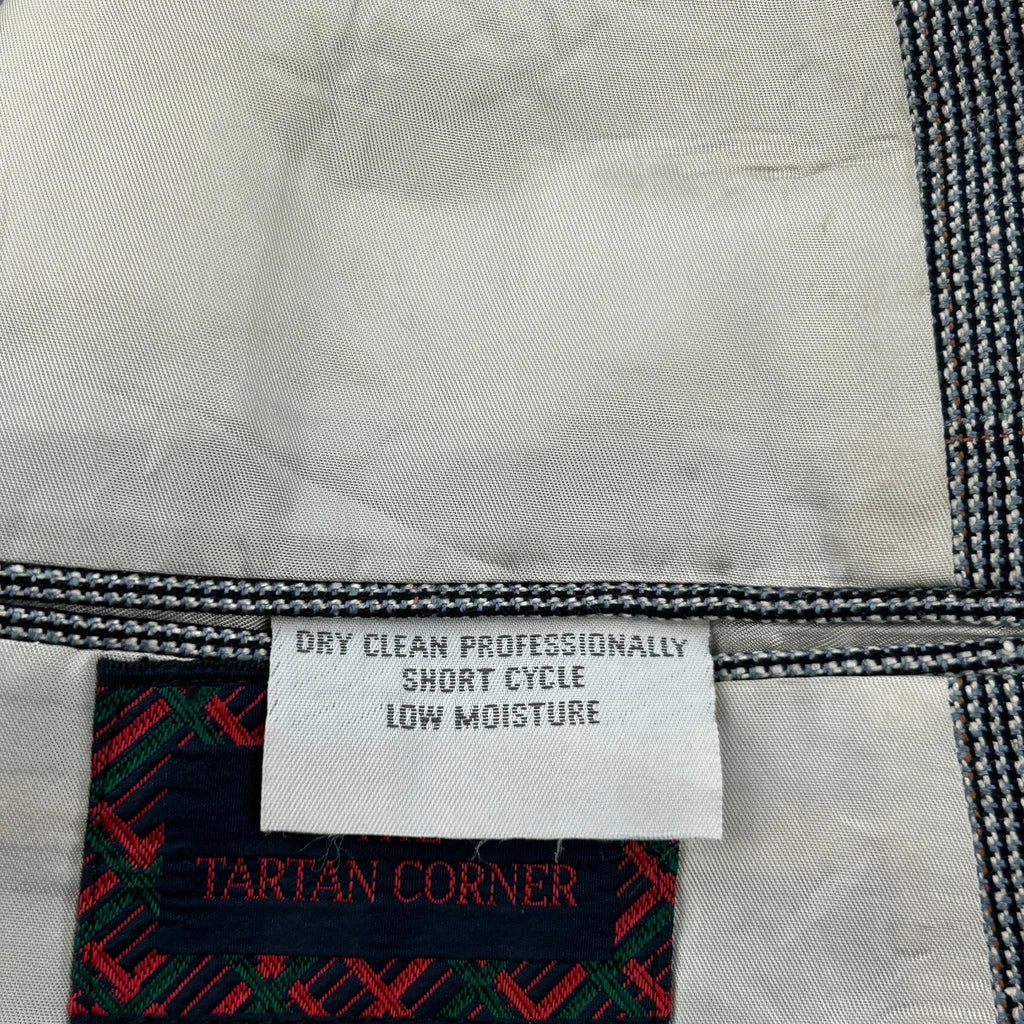 DRY CLEAN PROFESSIONALLY
SHORT CYCLE
LOW MOISTURE
TARTAN CORNER